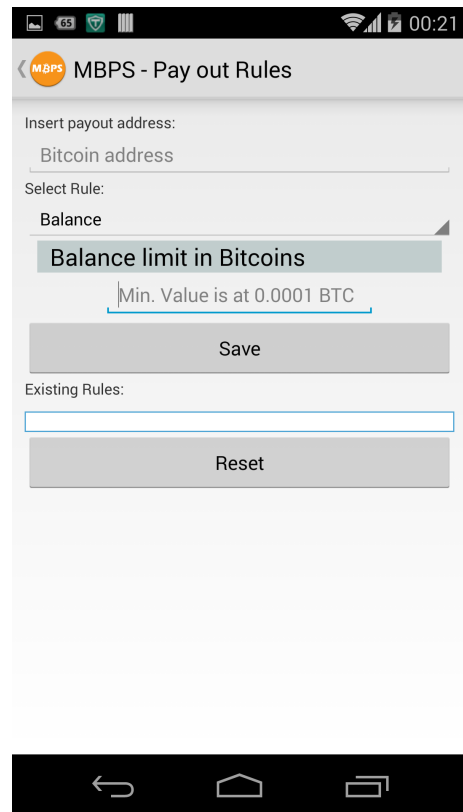 65 00:21
MBPS MBPS - Pay out Rules
Insert payout address:
Bitcoin address
Select Rule:
Balance
Balance limit in Bitcoins
Min. Value is at 0.0001 BTC
Save
Existing Rules:
Reset